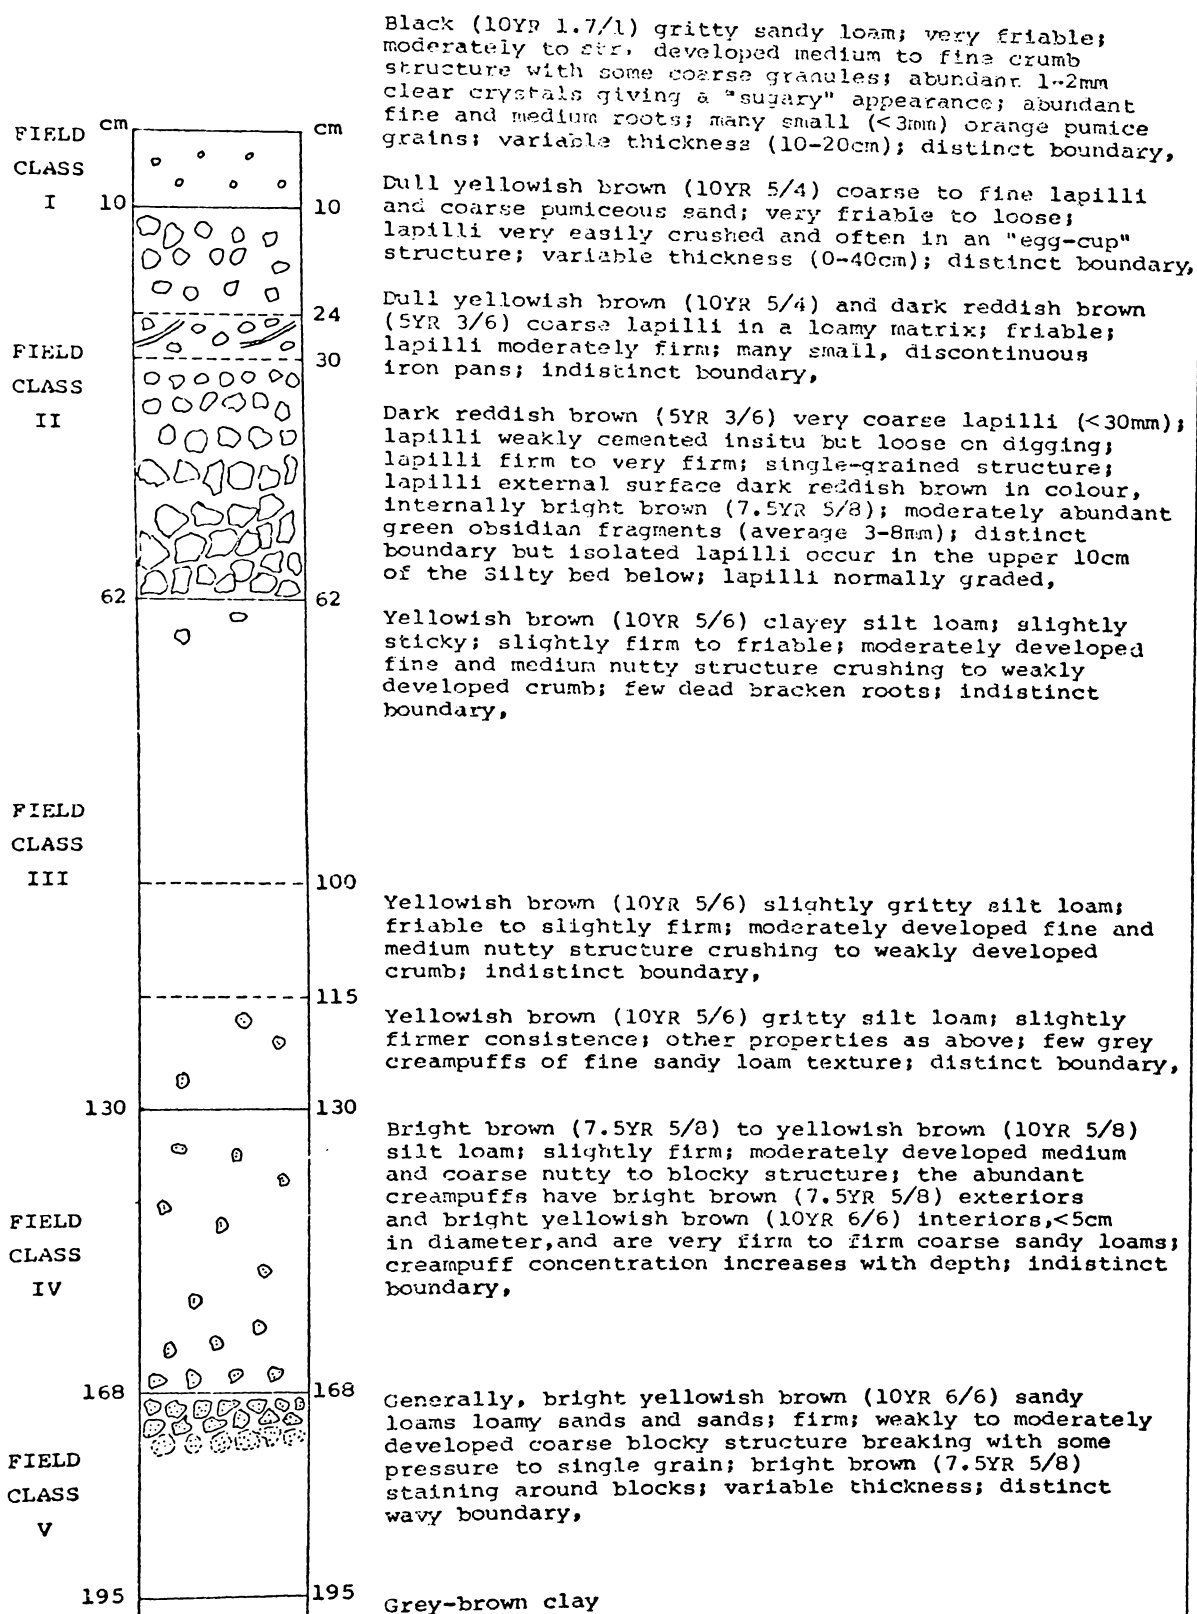 Black (10YR 1.7/1) gritty sandy loam; very friable;
moderately to str. developed medium to fine crumb
structure with some coarse granules; abundant 1-2mm
clear crystals giving a "sugary" appearance; abundant
fine and medium roots; many small (<3mm) orange pumice
grains; variable thickness (10-20cm); distinct boundary,
cm cm
FIELD
CLASS
I
10 10
Dull yellowish brown (10YR 5/4) coarse to fine lapilli
and coarse pumiceous sand; very friable to loose;
lapilli very easily crushed and often in an "egg-cup"
structure; variable thickness (0-40cm); distinct boundary,
24
Dull yellowish brown (10YR 5/4) and dark reddish brown
(5YR 3/6) coarse lapilli in a loamy matrix; friable;
lapilli moderately firm; many small, discontinuous
iron pans; indistinct boundary,
30
FIELD
CLASS
II
Dark reddish brown (5YR 3/6) very coarse lapilli (<30mm);
lapilli weakly cemented insitu but loose on digging;
lapilli firm to very firm; single-grained structure;
lapilli external surface dark reddish brown in colour,
internally bright brown (7.5YR 5/8); moderately abundant
green obsidian fragments (average 3-8mm); distinct
boundary but isolated lapilli occur in the upper 10cm
of the Silty bed below; lapilli normally graded,
62 62
Yellowish brown (10YR 5/6) clayey silt loam; slightly
sticky; slightly firm to friable; moderately developed
fine and medium nutty structure crushing to weakly
developed crumb; few dead bracken roots; indistinct
boundary,
FIELD
CLASS
III
100
Yellowish brown (10YR 5/6) slightly gritty silt loam;
friable to slightly firm; moderately developed fine and
medium nutty structure crushing to weakly developed
crumb; indistinct boundary,
115
Yellowish brown (10YR 5/6) gritty silt loam; slightly
firmer consistence; other properties as above; few grey
creampuffs of fine sandy loam texture; distinct boundary,
130 130
Bright brown (7.5YR 5/8) to yellowish brown (10YR 5/8)
silt loam; slightly firm; moderately developed medium
and coarse nutty to blocky structure; the abundant
creampuffs have bright brown (7.5YR 5/8) exteriors
and bright yellowish brown (10YR 6/6) interiors,<5cm
in diameter,and are very firm to firm coarse sandy loams;
creampuff concentration increases with depth; indistinct
boundary,
FIELD
CLASS
IV
168 168
Generally, bright yellowish brown (10YR 6/6) sandy
loams loamy sands and sands; firm; weakly to moderately
developed coarse blocky structure breaking with some
pressure to single grain; bright brown (7.5YR 5/8)
staining around blocks; variable thickness; distinct
wavy boundary,
FIELD
CLASS
V
195 195
Grey-brown clay